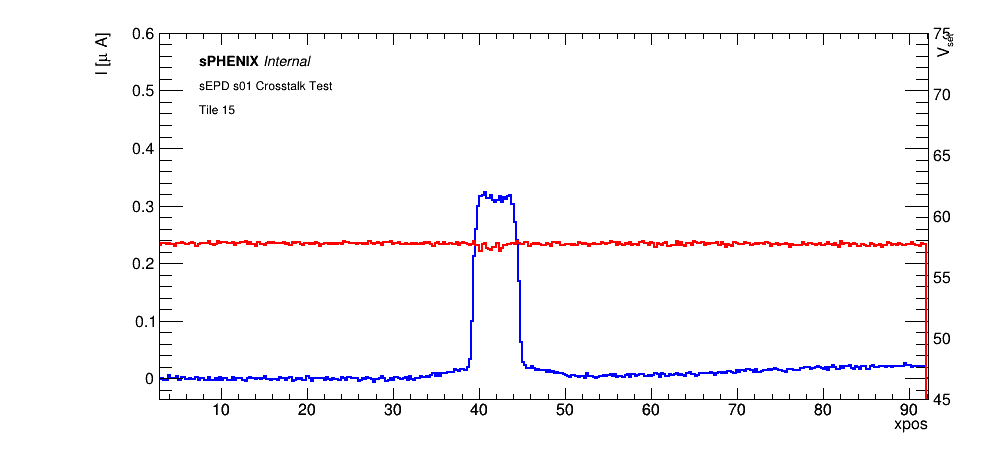 I [μ A]
0.6
0.5
0.4
0.3
0.2
0.1
0
sPHENIX Internal
sEPD s01 Crosstalk Test
Tile 15
75
70
65
60
55
50
45
Vset
10 20 30 40 50 60 70 80 90
xpos